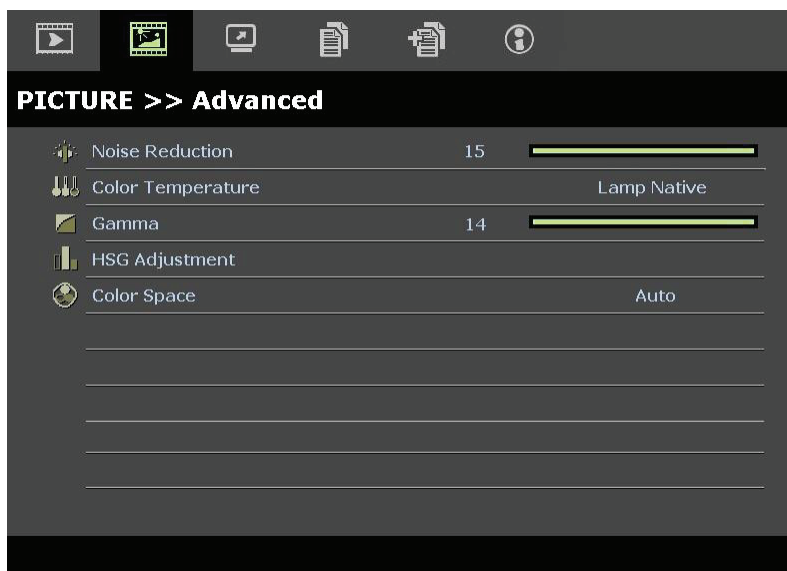 PICTURE >> Advanced
Noise Reduction 15
Color Temperature Lamp Native
Gamma 14
HSG Adjustment
Color Space Auto